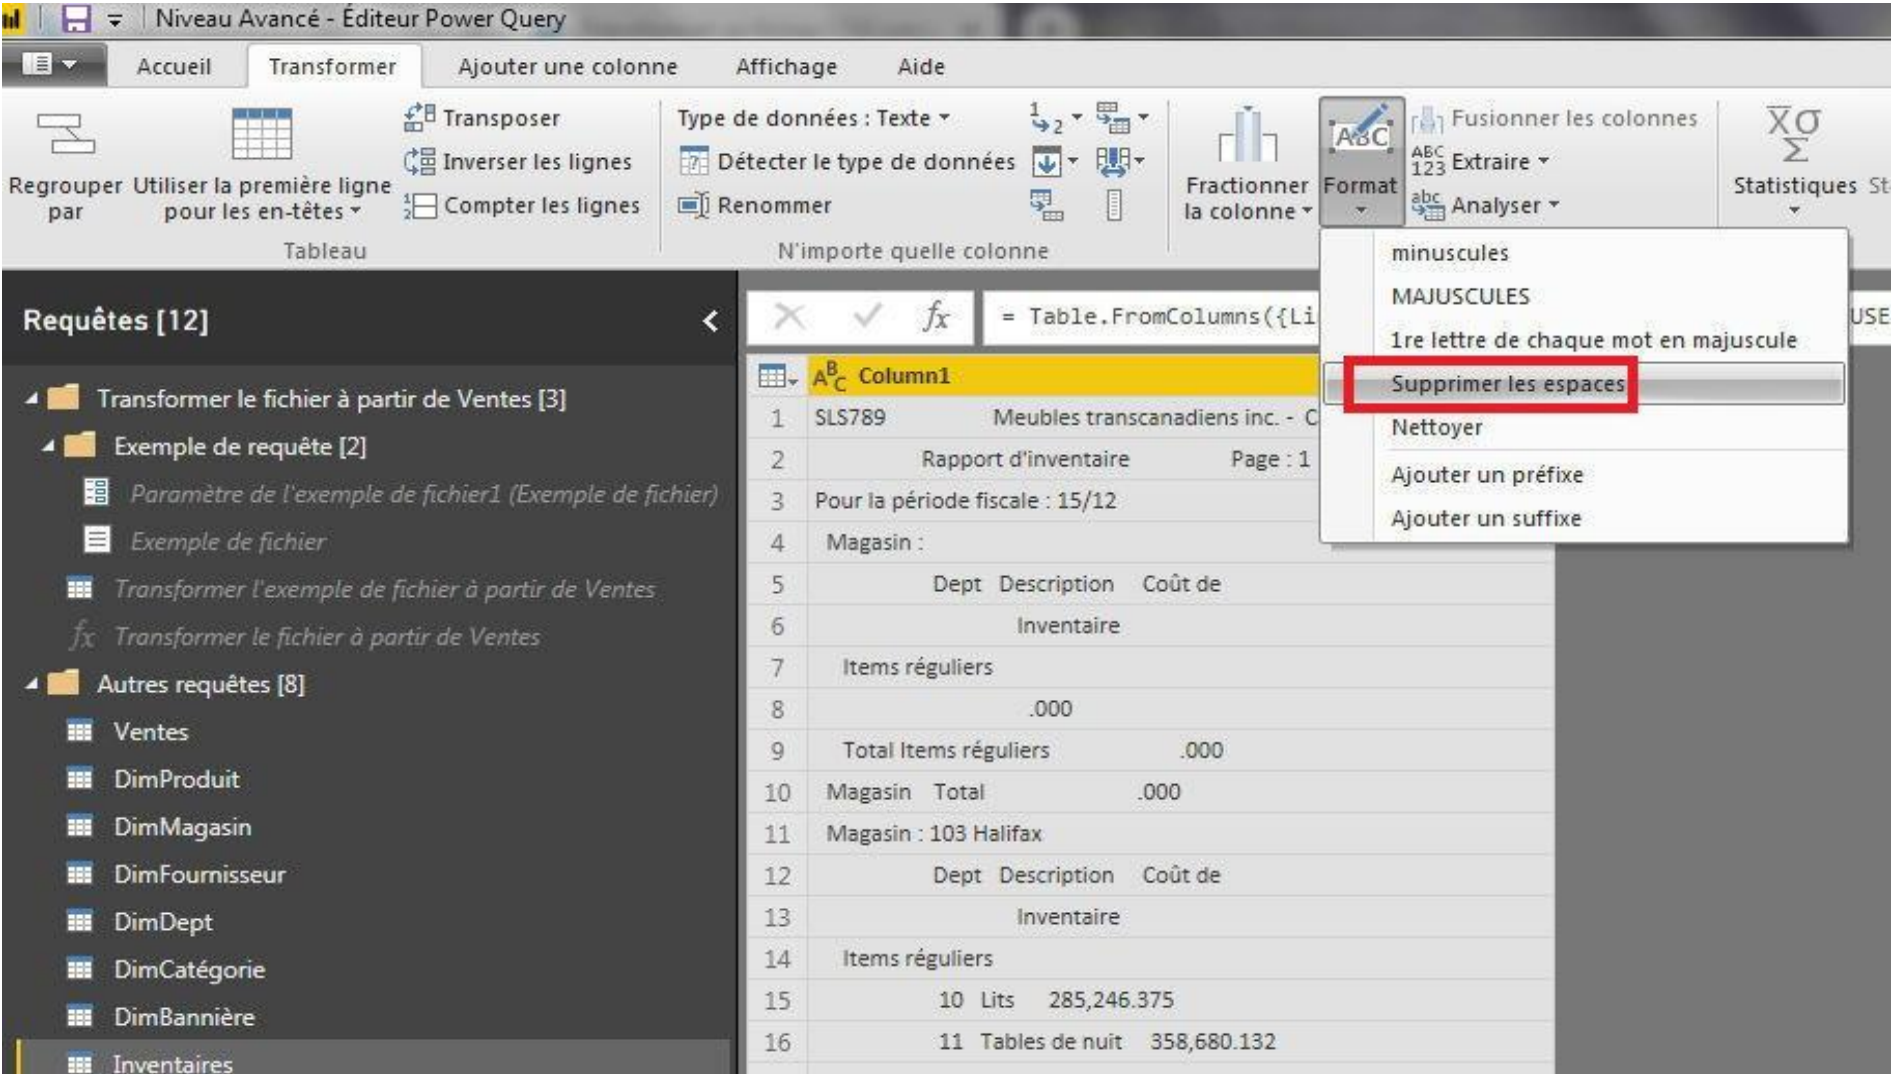 Niveau Avancé - Éditeur Power Query
Accueil Transformer Ajouter une colonne Affichage Aide
Regrouper par
Utiliser la première ligne pour les en-têtes
Transposer
Inverser les lignes
Compter les lignes
Tableau
Type de données : Texte
Détecter le type de données
Renommer
N'importe quelle colonne
Fractionner la colonne
Format
Fusionner les colonnes
Extraire
Analyser
Statistiques
minuscules
MAJUSCULES
1re lettre de chaque mot en majuscule
Supprimer les espaces
Nettoyer
Ajouter un préfixe
Ajouter un suffixe
Requêtes [12]
Transformer le fichier à partir de Ventes [3]
Exemple de requête [2]
Paramètre de l'exemple de fichier1 (Exemple de fichier)
Exemple de fichier
Transformer l'exemple de fichier à partir de Ventes
fx Transformer le fichier à partir de Ventes
Autres requêtes [8]
Ventes
DimProduit
DimMagasin
DimFournisseur
DimDept
DimCatégorie
DimBannière
Inventaires
fx = Table.FromColumns({Li
Column1
1 SLS789 Meubles transcanadiens inc. - C
2 Rapport d'inventaire Page : 1
3 Pour la période fiscale : 15/12
4 Magasin :
5 Dept Description Coût de
6 Inventaire
7 Items réguliers
8 .000
9 Total Items réguliers .000
10 Magasin Total .000
11 Magasin : 103 Halifax
12 Dept Description Coût de
13 Inventaire
14 Items réguliers
15 10 Lits 285,246.375
16 11 Tables de nuit 358,680.132